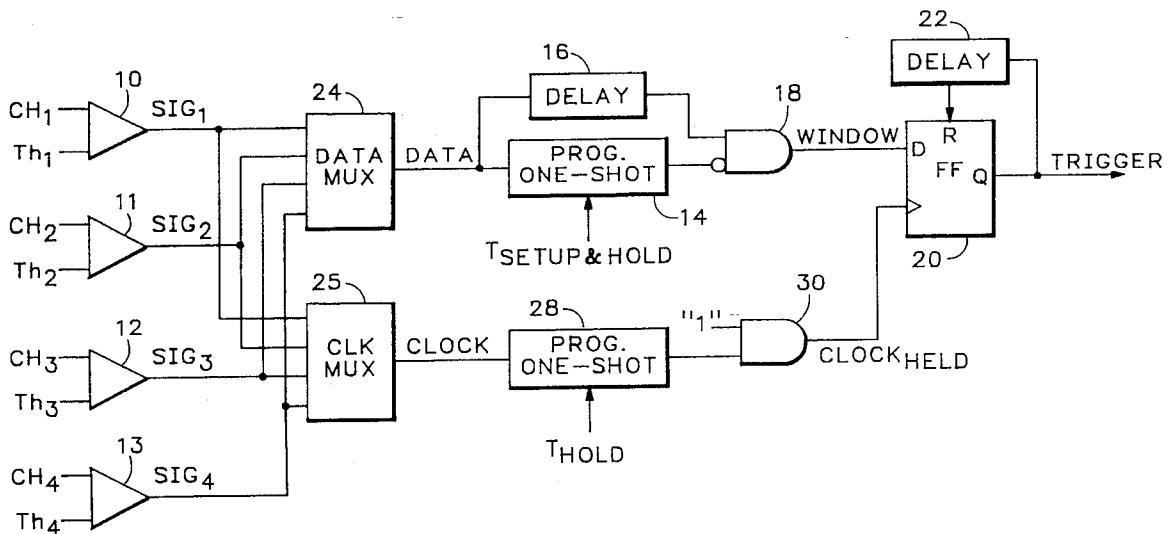 22
DELAY
10
CH1
SIG1
Th1
24
16
DELAY
18
DATA
MUX
DATA
PROG.
ONE-SHOT
14
WINDOW
D
R
FF
Q
TRIGGER
20
11
CH2
SIG2
Th2
TSETUP & HOLD
25
CLK
MUX
CLOCK
28
PROG.
ONE-SHOT
"1"
30
CLOCKHELD
12
CH3
SIG3
Th3
THOLD
13
CH4
SIG4
Th4